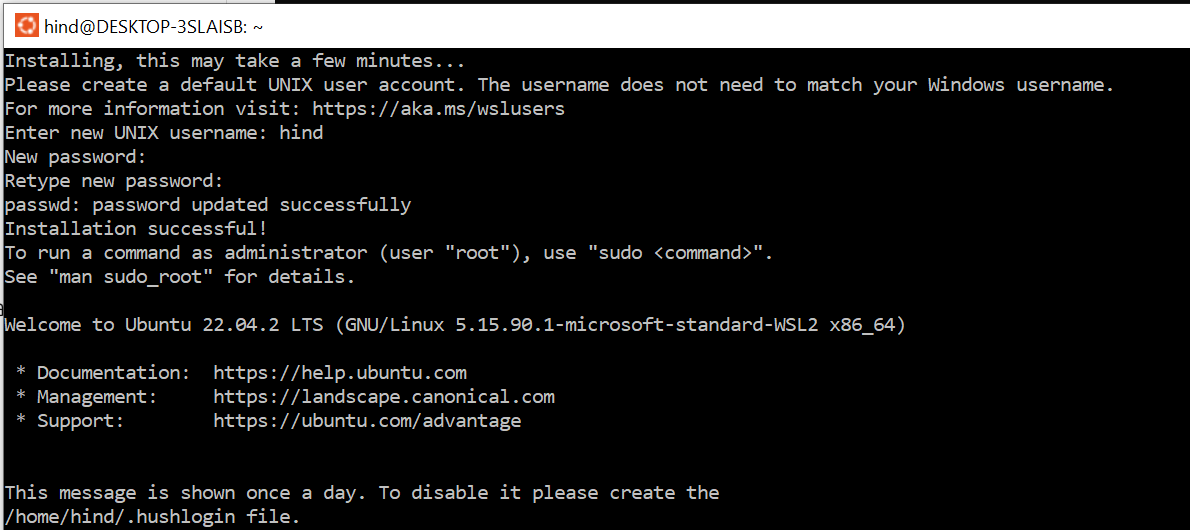 hind@DESKTOP-3SLAISB: ~
Installing, this may take a few minutes...
Please create a default UNIX user account. The username does not need to match your Windows username.
For more information visit: https://aka.ms/wslusers
Enter new UNIX username: hind
New password:
Retype new password:
passwd: password updated successfully
Installation successful!
To run a command as administrator (user "root"), use "sudo <command>".
See "man sudo_root" for details.
Welcome to Ubuntu 22.04.2 LTS (GNU/Linux 5.15.90.1-microsoft-standard-WSL2 x86_64)
* Documentation: https://help.ubuntu.com
* Management: https://landscape.canonical.com
* Support: https://ubuntu.com/advantage
This message is shown once a day. To disable it please create the
/home/hind/.hushlogin file.